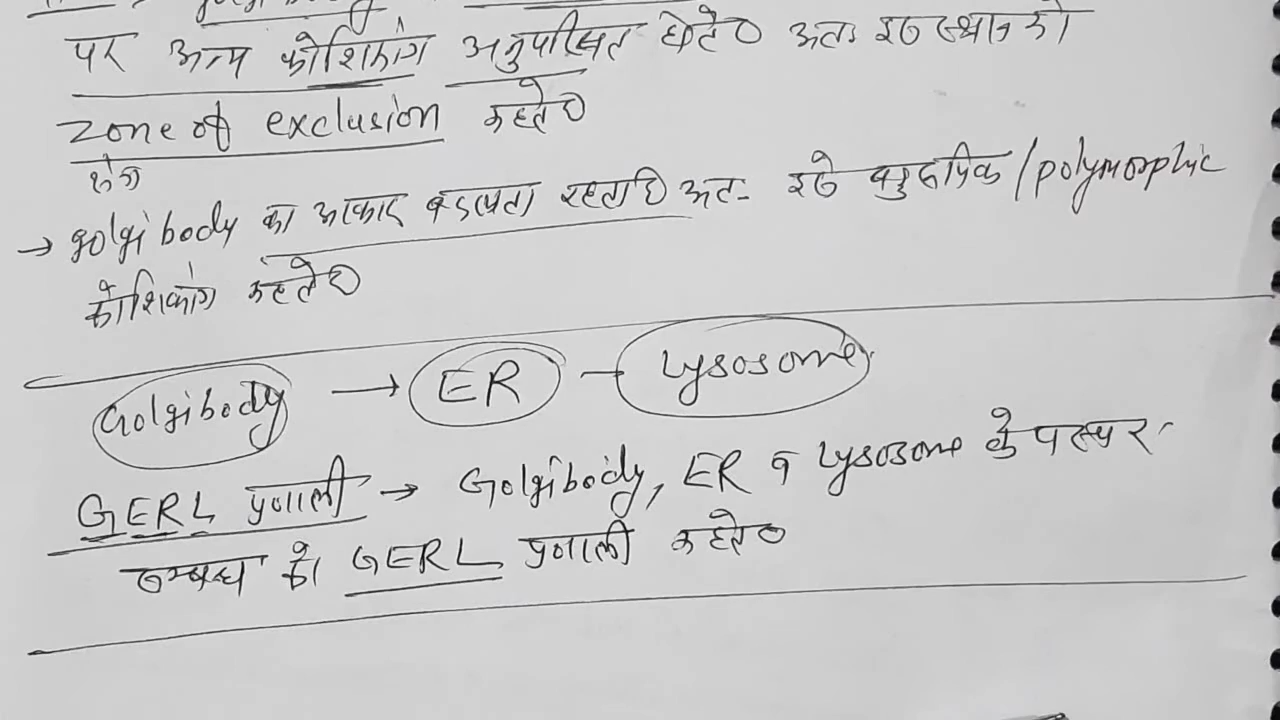 golgibody
पर अन्य कोशिकांग अनुपस्थित होते है अतः इस स्थान को
zone of exclusion कहते है
क्षेत्र
→ golgi body का आकार बदलता रहता है अतः इसे बहुरूपिक / polymorphic
कोशिकांग कहते है
Golgibody → ER – Lysosome
GERL प्रणाली → Golgibody, ER व Lysosome के परस्पर
सम्बन्ध को GERL प्रणाली कहते है